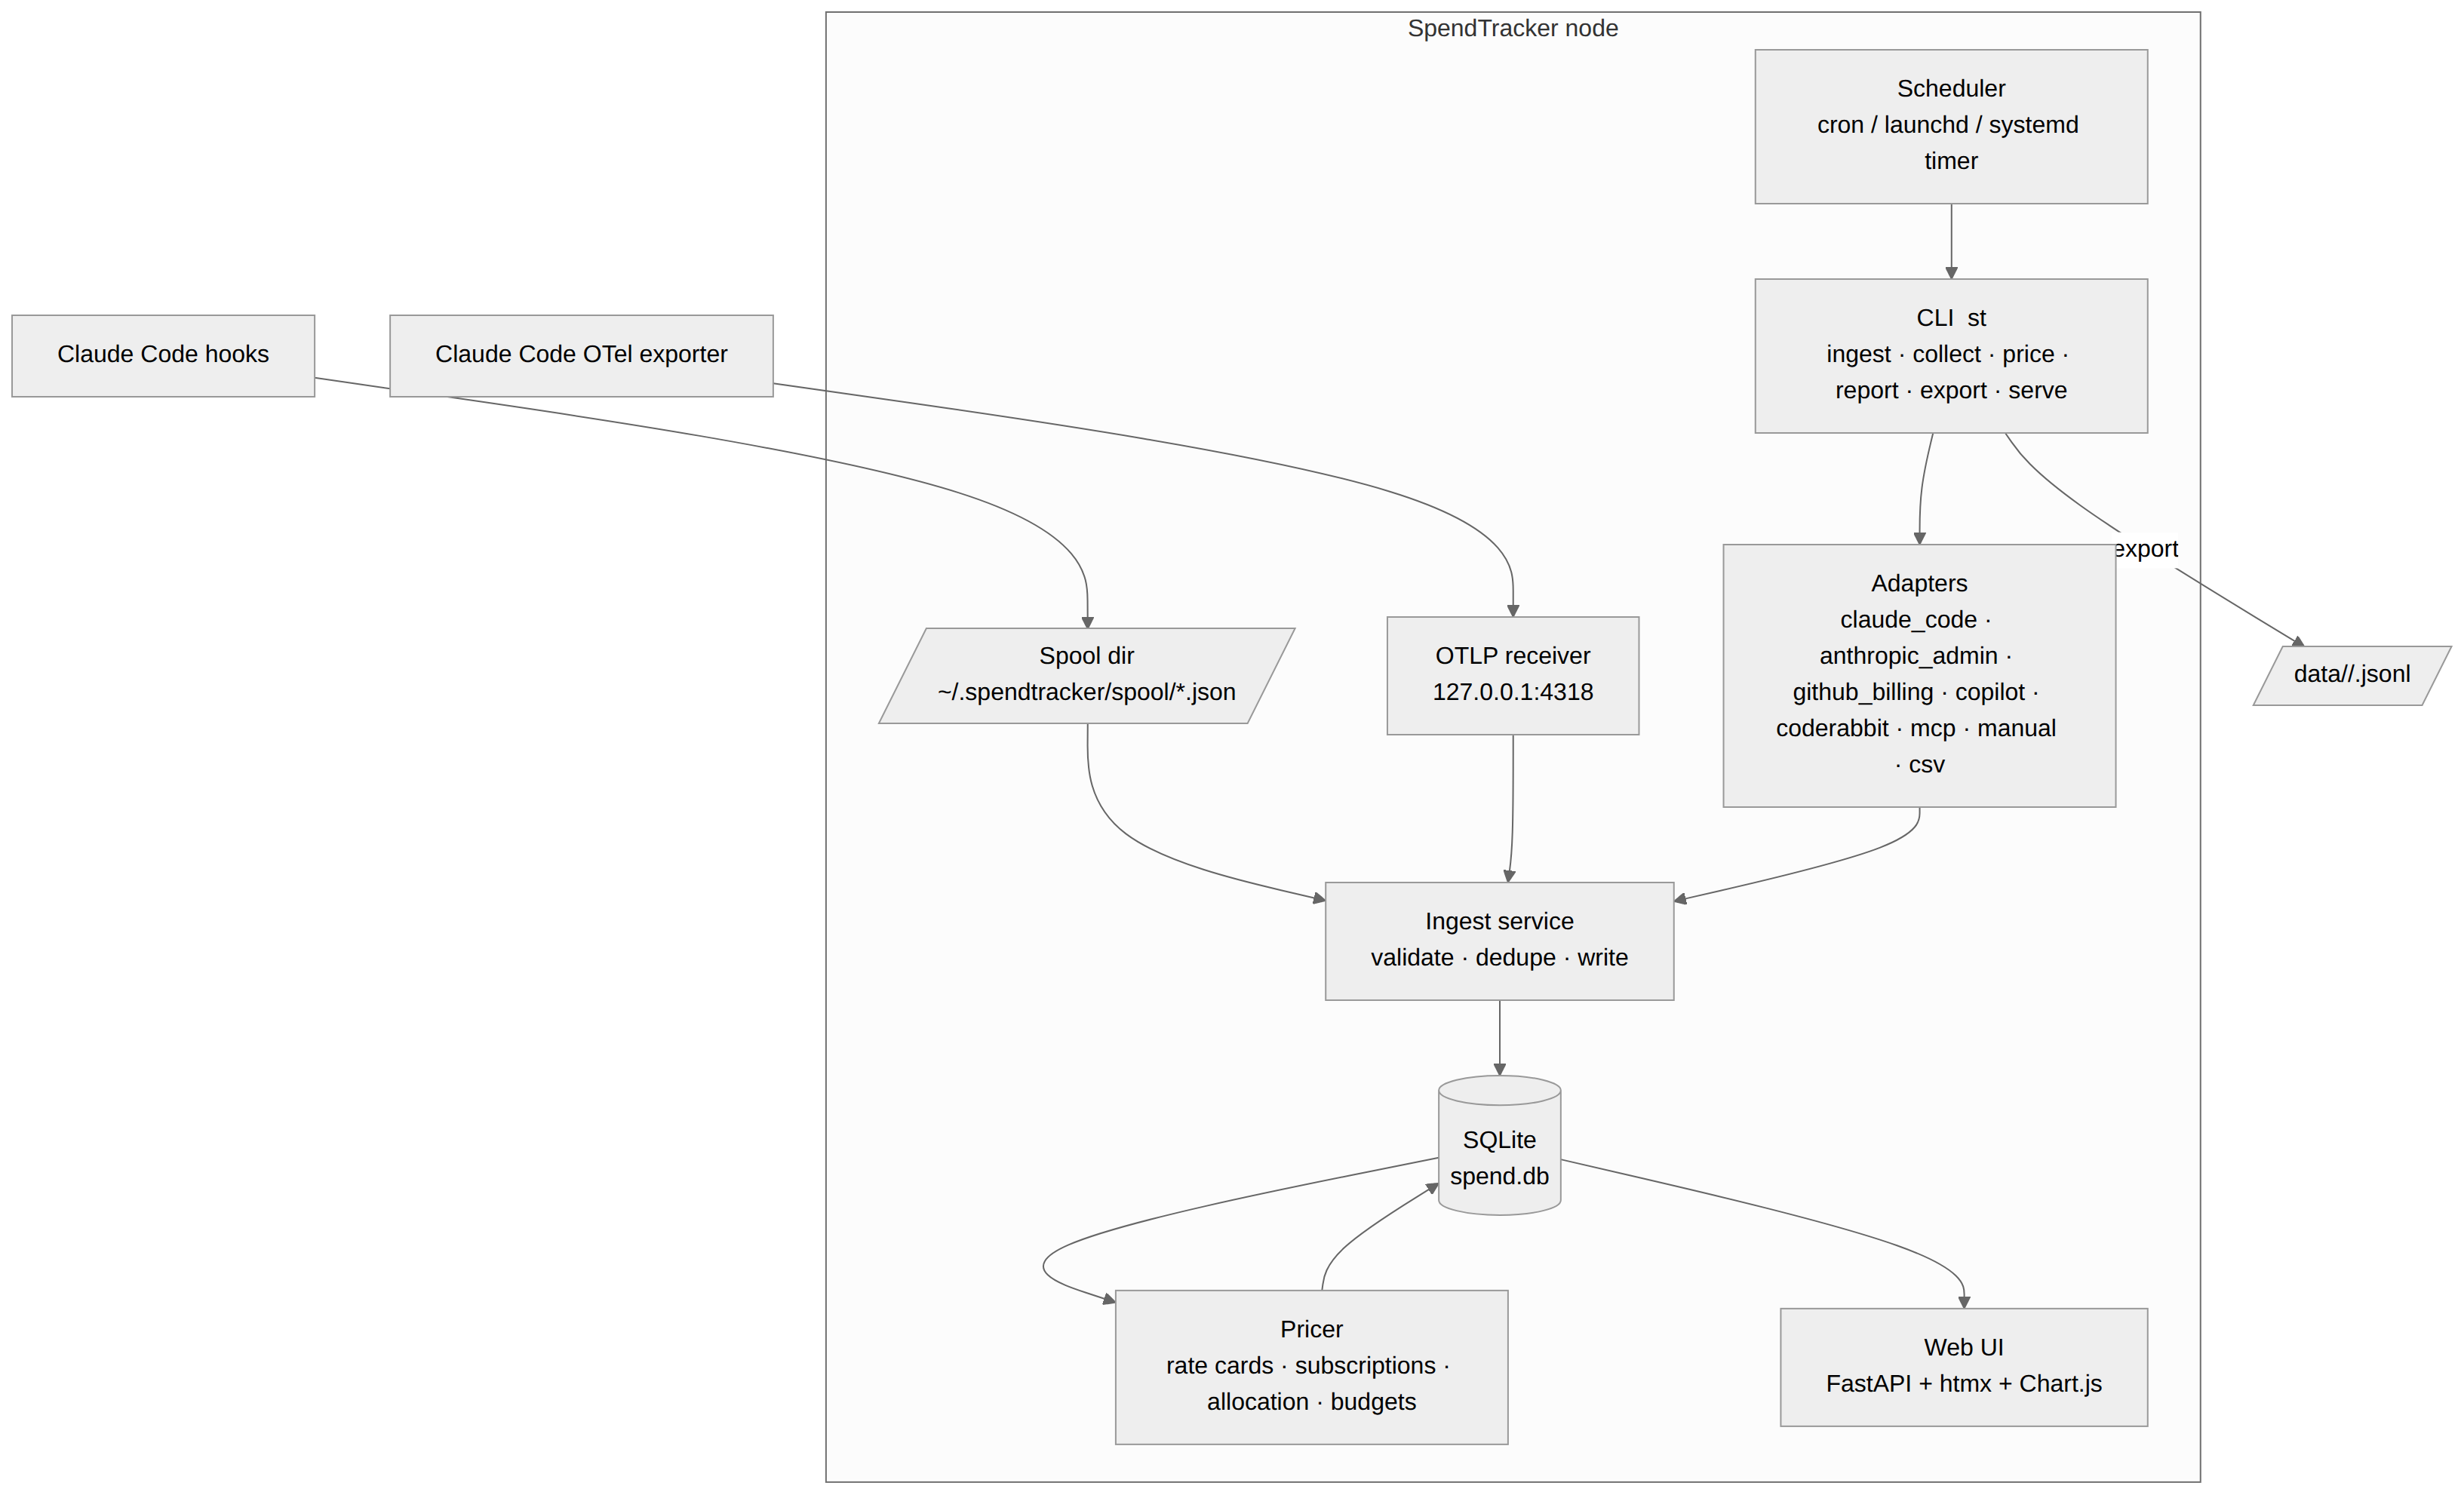 SpendTracker node
Scheduler
cron / launchd / systemd
timer
CLI  st
ingest · collect · price ·
report · export · serve
Claude Code hooks
Claude Code OTel exporter
export
Adapters
claude_code ·
anthropic_admin ·
github_billing · copilot ·
coderabbit · mcp · manual
· csv
Spool dir
~/.spendtracker/spool/*.json
OTLP receiver
127.0.0.1:4318
data//.jsonl
Ingest service
validate · dedupe · write
SQLite
spend.db
Pricer
rate cards · subscriptions ·
allocation · budgets
Web UI
FastAPI + htmx + Chart.js